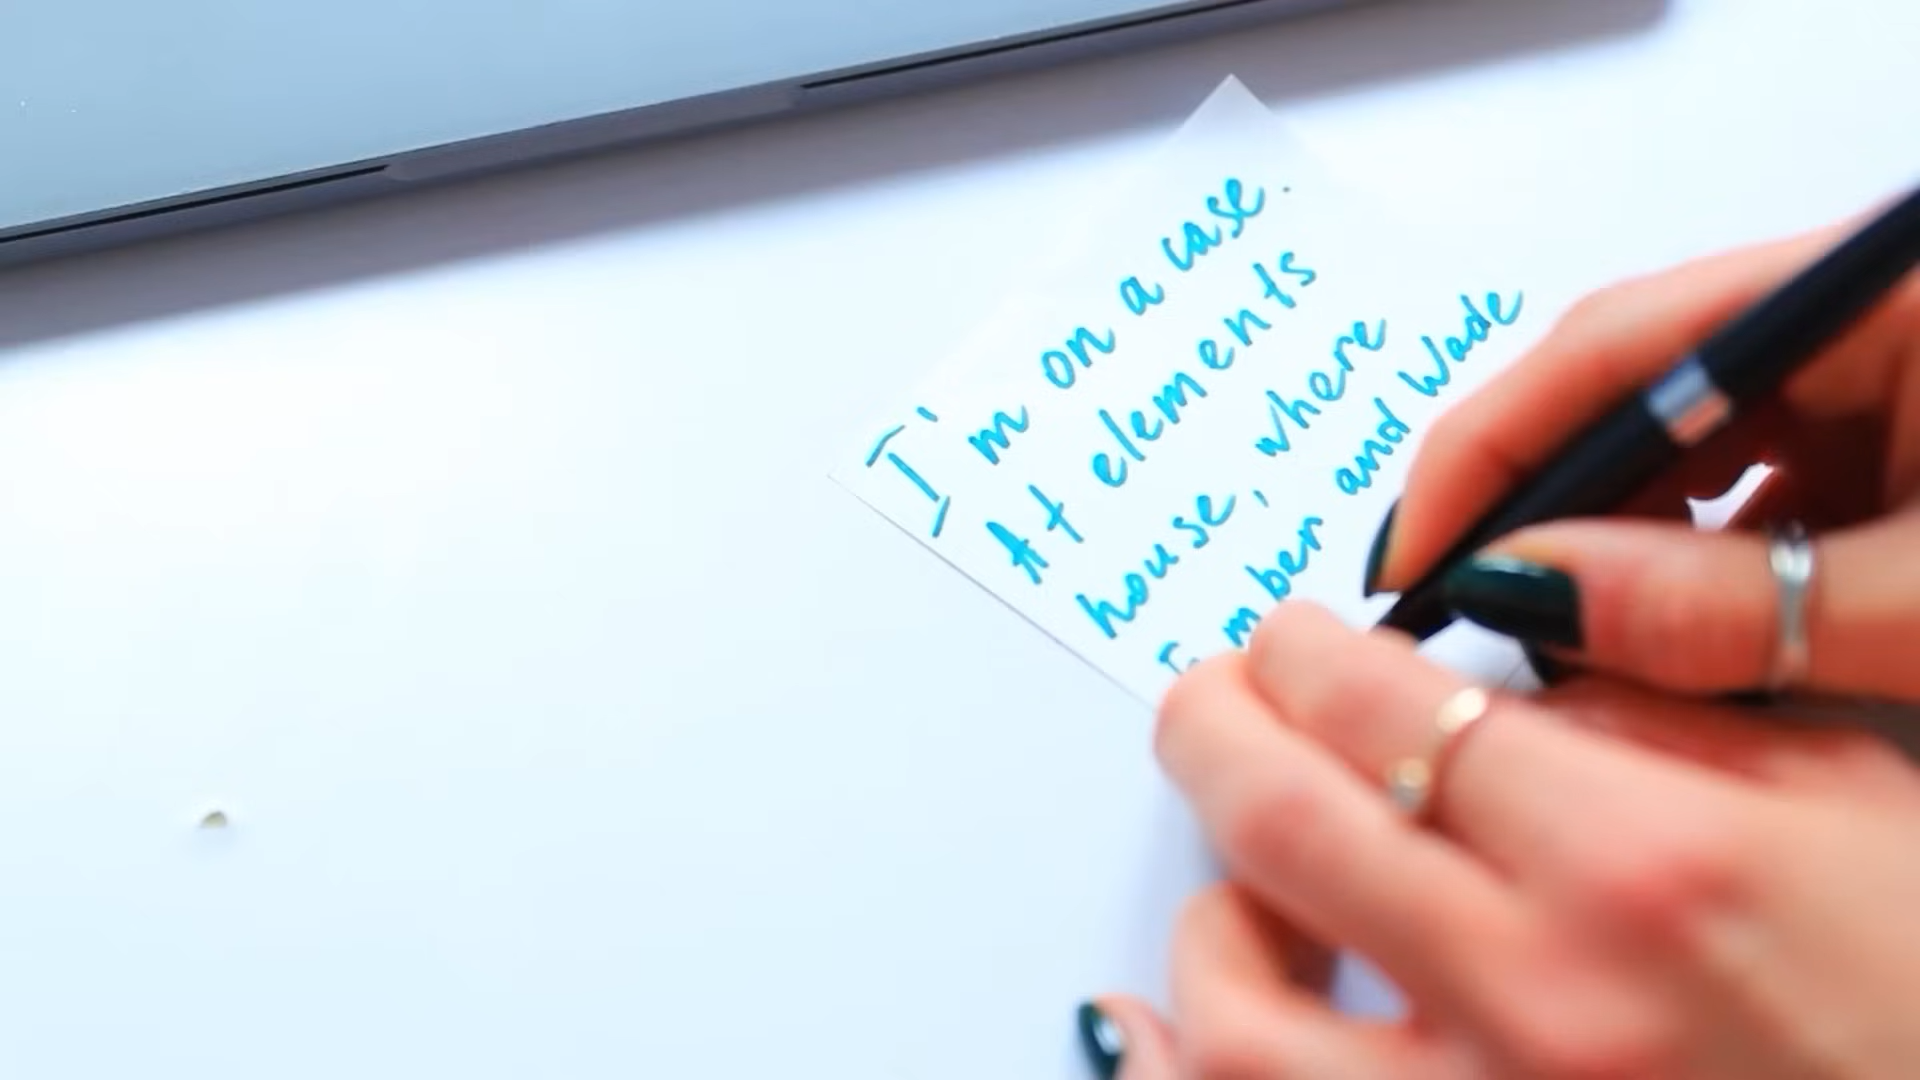 I'm on a case.
At elements
house, where
and Wade